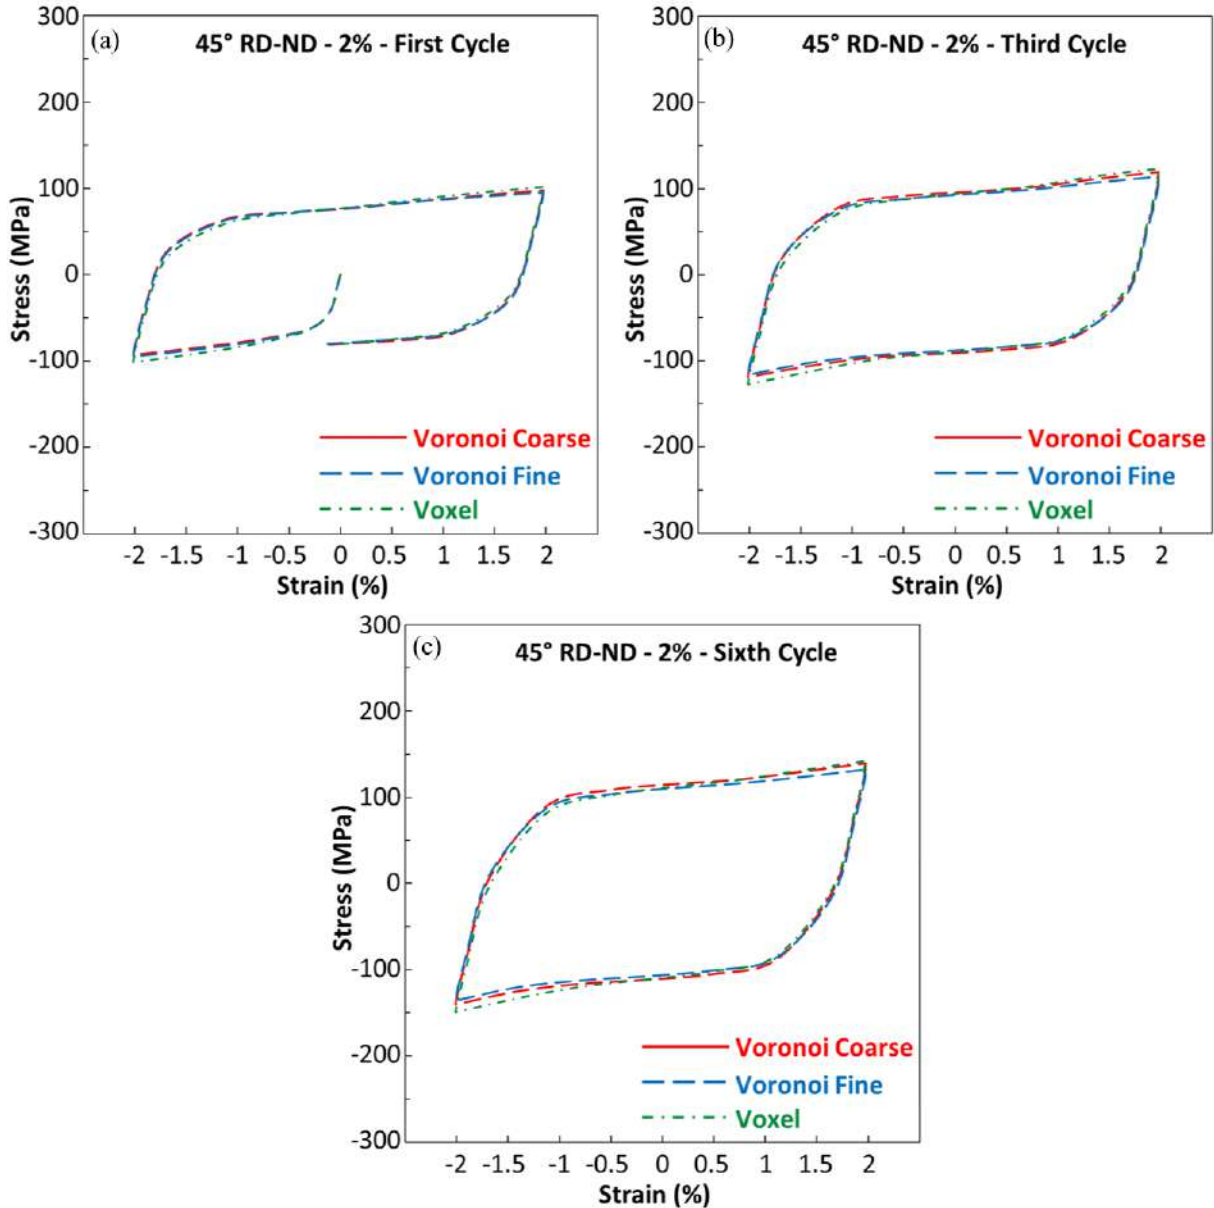 (a)
45° RD-ND - 2% - First Cycle
300
200
100
0
-100
-200
-300
Stress (MPa)
Voronoi Coarse
Voronoi Fine
Voxel
-2 -1.5 -1 -0.5 0 0.5 1 1.5 2
Strain (%)
(b)
45° RD-ND - 2% - Third Cycle
300
200
100
0
-100
-200
-300
Stress (MPa)
Voronoi Coarse
Voronoi Fine
Voxel
-2 -1.5 -1 -0.5 0 0.5 1 1.5 2
Strain (%)
(c)
45° RD-ND - 2% - Sixth Cycle
300
200
100
0
-100
-200
-300
Stress (MPa)
Voronoi Coarse
Voronoi Fine
Voxel
-2 -1.5 -1 -0.5 0 0.5 1 1.5 2
Strain (%)